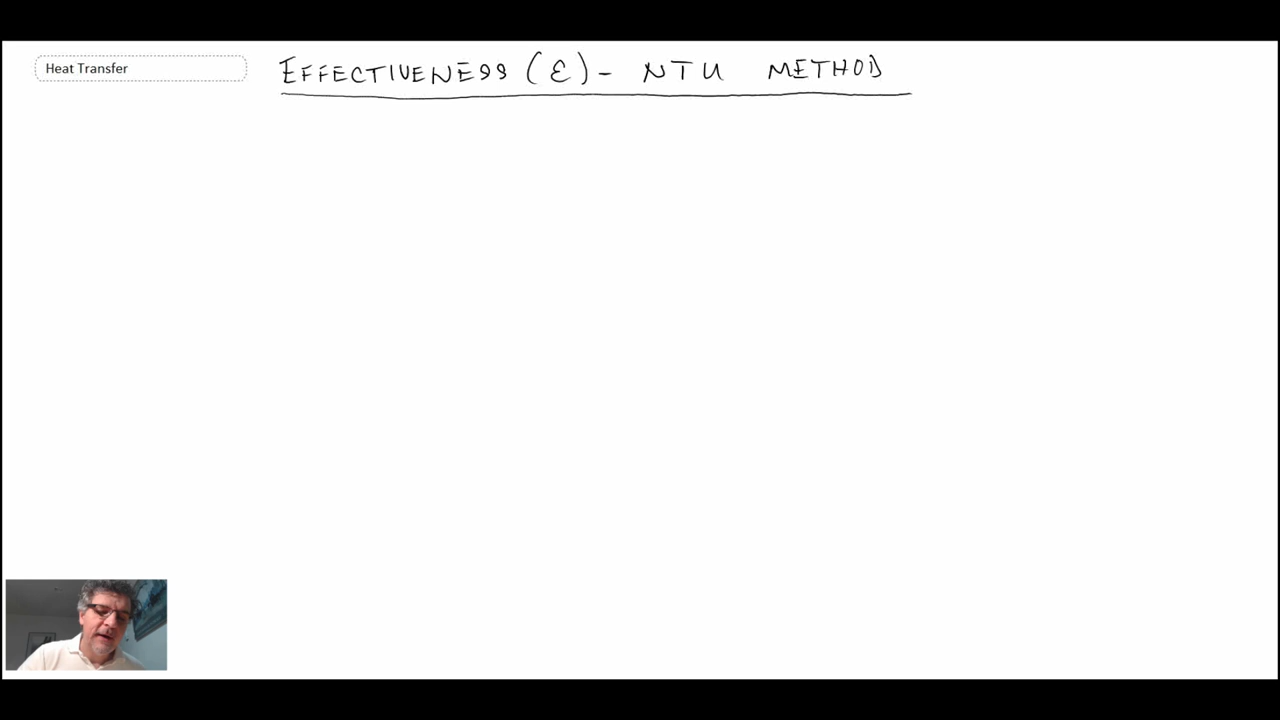 Heat Transfer
EFFECTIVENESS (ε) - NTU METHOD